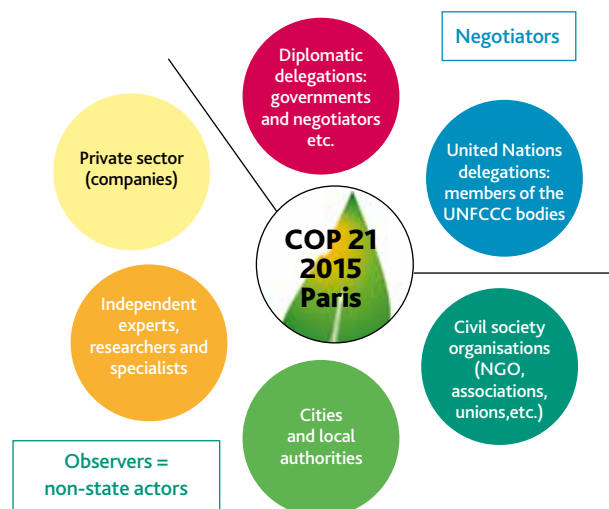 Negotiators
Diplomatic
delegations:
governments
and negotiators
etc.
Private sector
(companies)
United Nations
delegations:
members of the
UNFCCC bodies
COP 21
2015
Paris
Independent
experts,
researchers and
specialists
Civil society
organisations
(NGO,
associations,
unions,etc.)
Cities
and local
authorities
Observers =
non-state actors